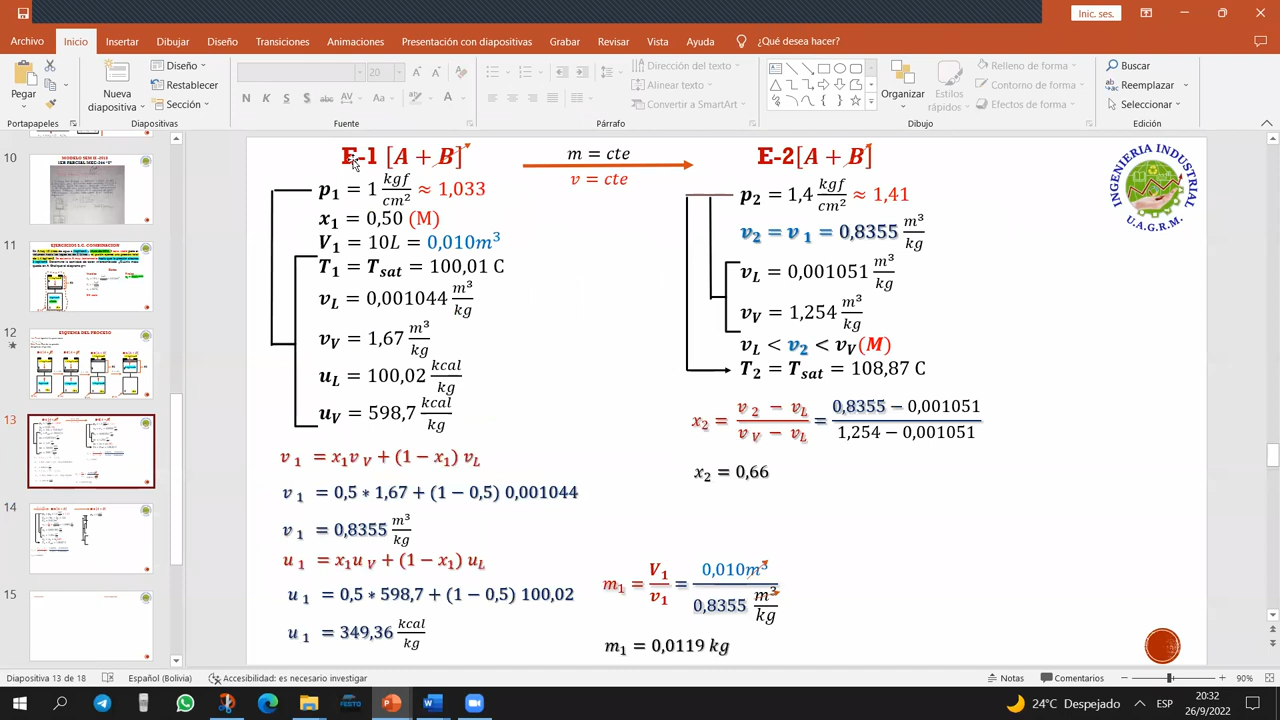 Inic. ses.
Archivo Inicio Insertar Dibujar Diseño Transiciones Animaciones Presentación con diapositivas Grabar Revisar Vista Ayuda ¿Qué desea hacer?
Pegar
Portapapeles
Nueva diapositiva
Diseño
Restablecer
Sección
Diapositivas
20
N K S S abc AV Aa A A
Fuente
Dirección del texto
Alinear texto
Convertir a SmartArt
Párrafo
Organizar
Estilos rápidos
Relleno de forma
Contorno de forma
Efectos de forma
Dibujo
Buscar
Reemplazar
Seleccionar
Edición
10
11
12
ESQUEMA DEL PROCESO
13
14
15
E-1 [A + B]
p₁ = 1 kgf/cm² ≈ 1,033
x₁ = 0,50 (M)
V₁ = 10L = 0,010m³
T₁ = T_sat = 100,01 C
v_L = 0,001044 m³/kg
v_V = 1,67 m³/kg
u_L = 100,02 kcal/kg
u_V = 598,7 kcal/kg
v₁ = x₁v_V + (1 − x₁) v_L
v₁ = 0,5 * 1,67 + (1 − 0,5) 0,001044
v₁ = 0,8355 m³/kg
u₁ = x₁u_V + (1 − x₁) u_L
u₁ = 0,5 * 598,7 + (1 − 0,5) 100,02
u₁ = 349,36 kcal/kg
m = cte
v = cte
E-2[A + B]
p₂ = 1,4 kgf/cm² ≈ 1,41
v₂ = v₁ = 0,8355 m³/kg
v_L = 0,001051 m³/kg
v_V = 1,254 m³/kg
v_L < v₂ < v_V(M)
T₂ = T_sat = 108,87 C
x₂ = (v₂ − v_L)/(v_V − v_L) = (0,8355 − 0,001051)/(1,254 − 0,001051)
x₂ = 0,66
m₁ = V₁/v₁ = 0,010m³/(0,8355 m³/kg)
m₁ = 0,0119 kg
INGENIERIA INDUSTRIAL
U.A.G.R.M.
Diapositiva 13 de 18 Español (Bolivia) Accesibilidad: es necesario investigar
Notas Comentarios 90%
24°C Despejado ESP 20:32
26/9/2022